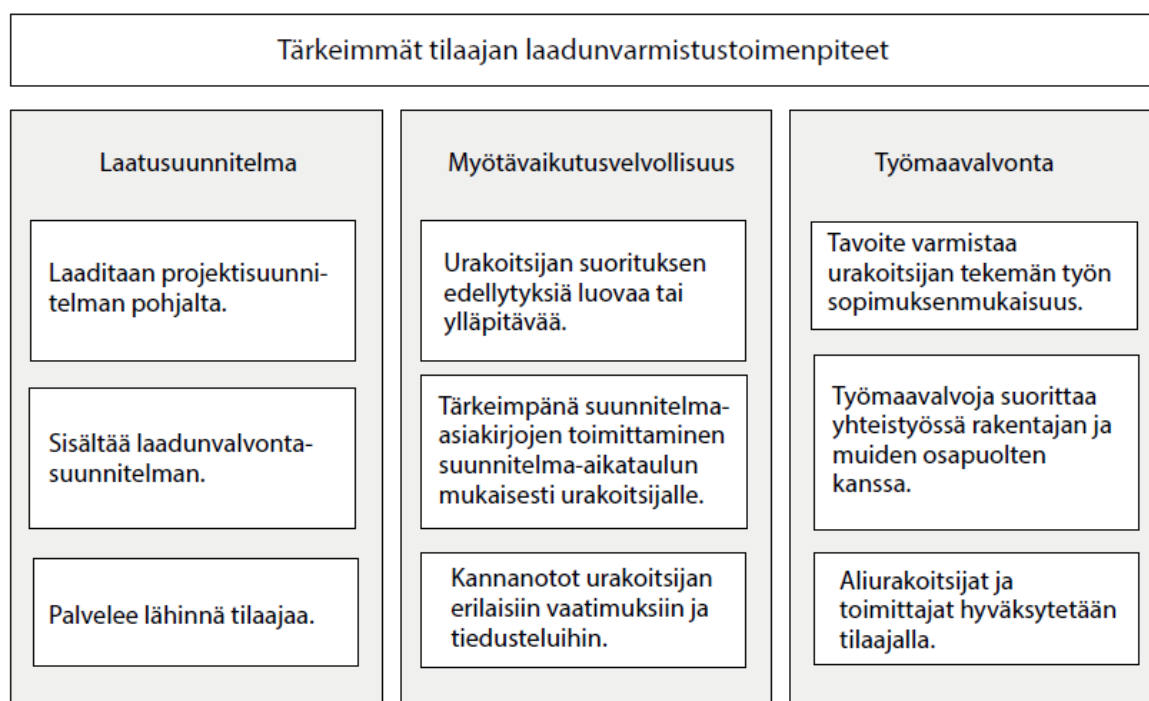 Tärkeimmät tilaajan laadunvarmistustoimenpiteet
Laatusuunnitelma
Laaditaan projektisuunni-
telman pohjalta.
Sisältää laadunvalvonta-
suunnitelman.
Palvelee lähinnä tilaajaa.
Myötävaikutusvelvollisuus
Urakoitsijan suorituksen
edellytyksiä luovaa tai
ylläpitävää.
Tärkeimpänä suunnitelma-
asiakirjojen toimittaminen
suunnitelma-aikataulun
mukaisesti urakoitsijalle.
Kannanotot urakoitsijan
erilaisiin vaatimuksiin ja
tiedusteluihin.
Työmaavalvonta
Tavoite varmistaa
urakoitsijan tekemän työn
sopimuksenmukaisuus.
Työmaavalvoja suorittaa
yhteistyössä rakentajan ja
muiden osapuolten
kanssa.
Aliurakoitsijat ja
toimittajat hyväksytetään
tilaajalla.